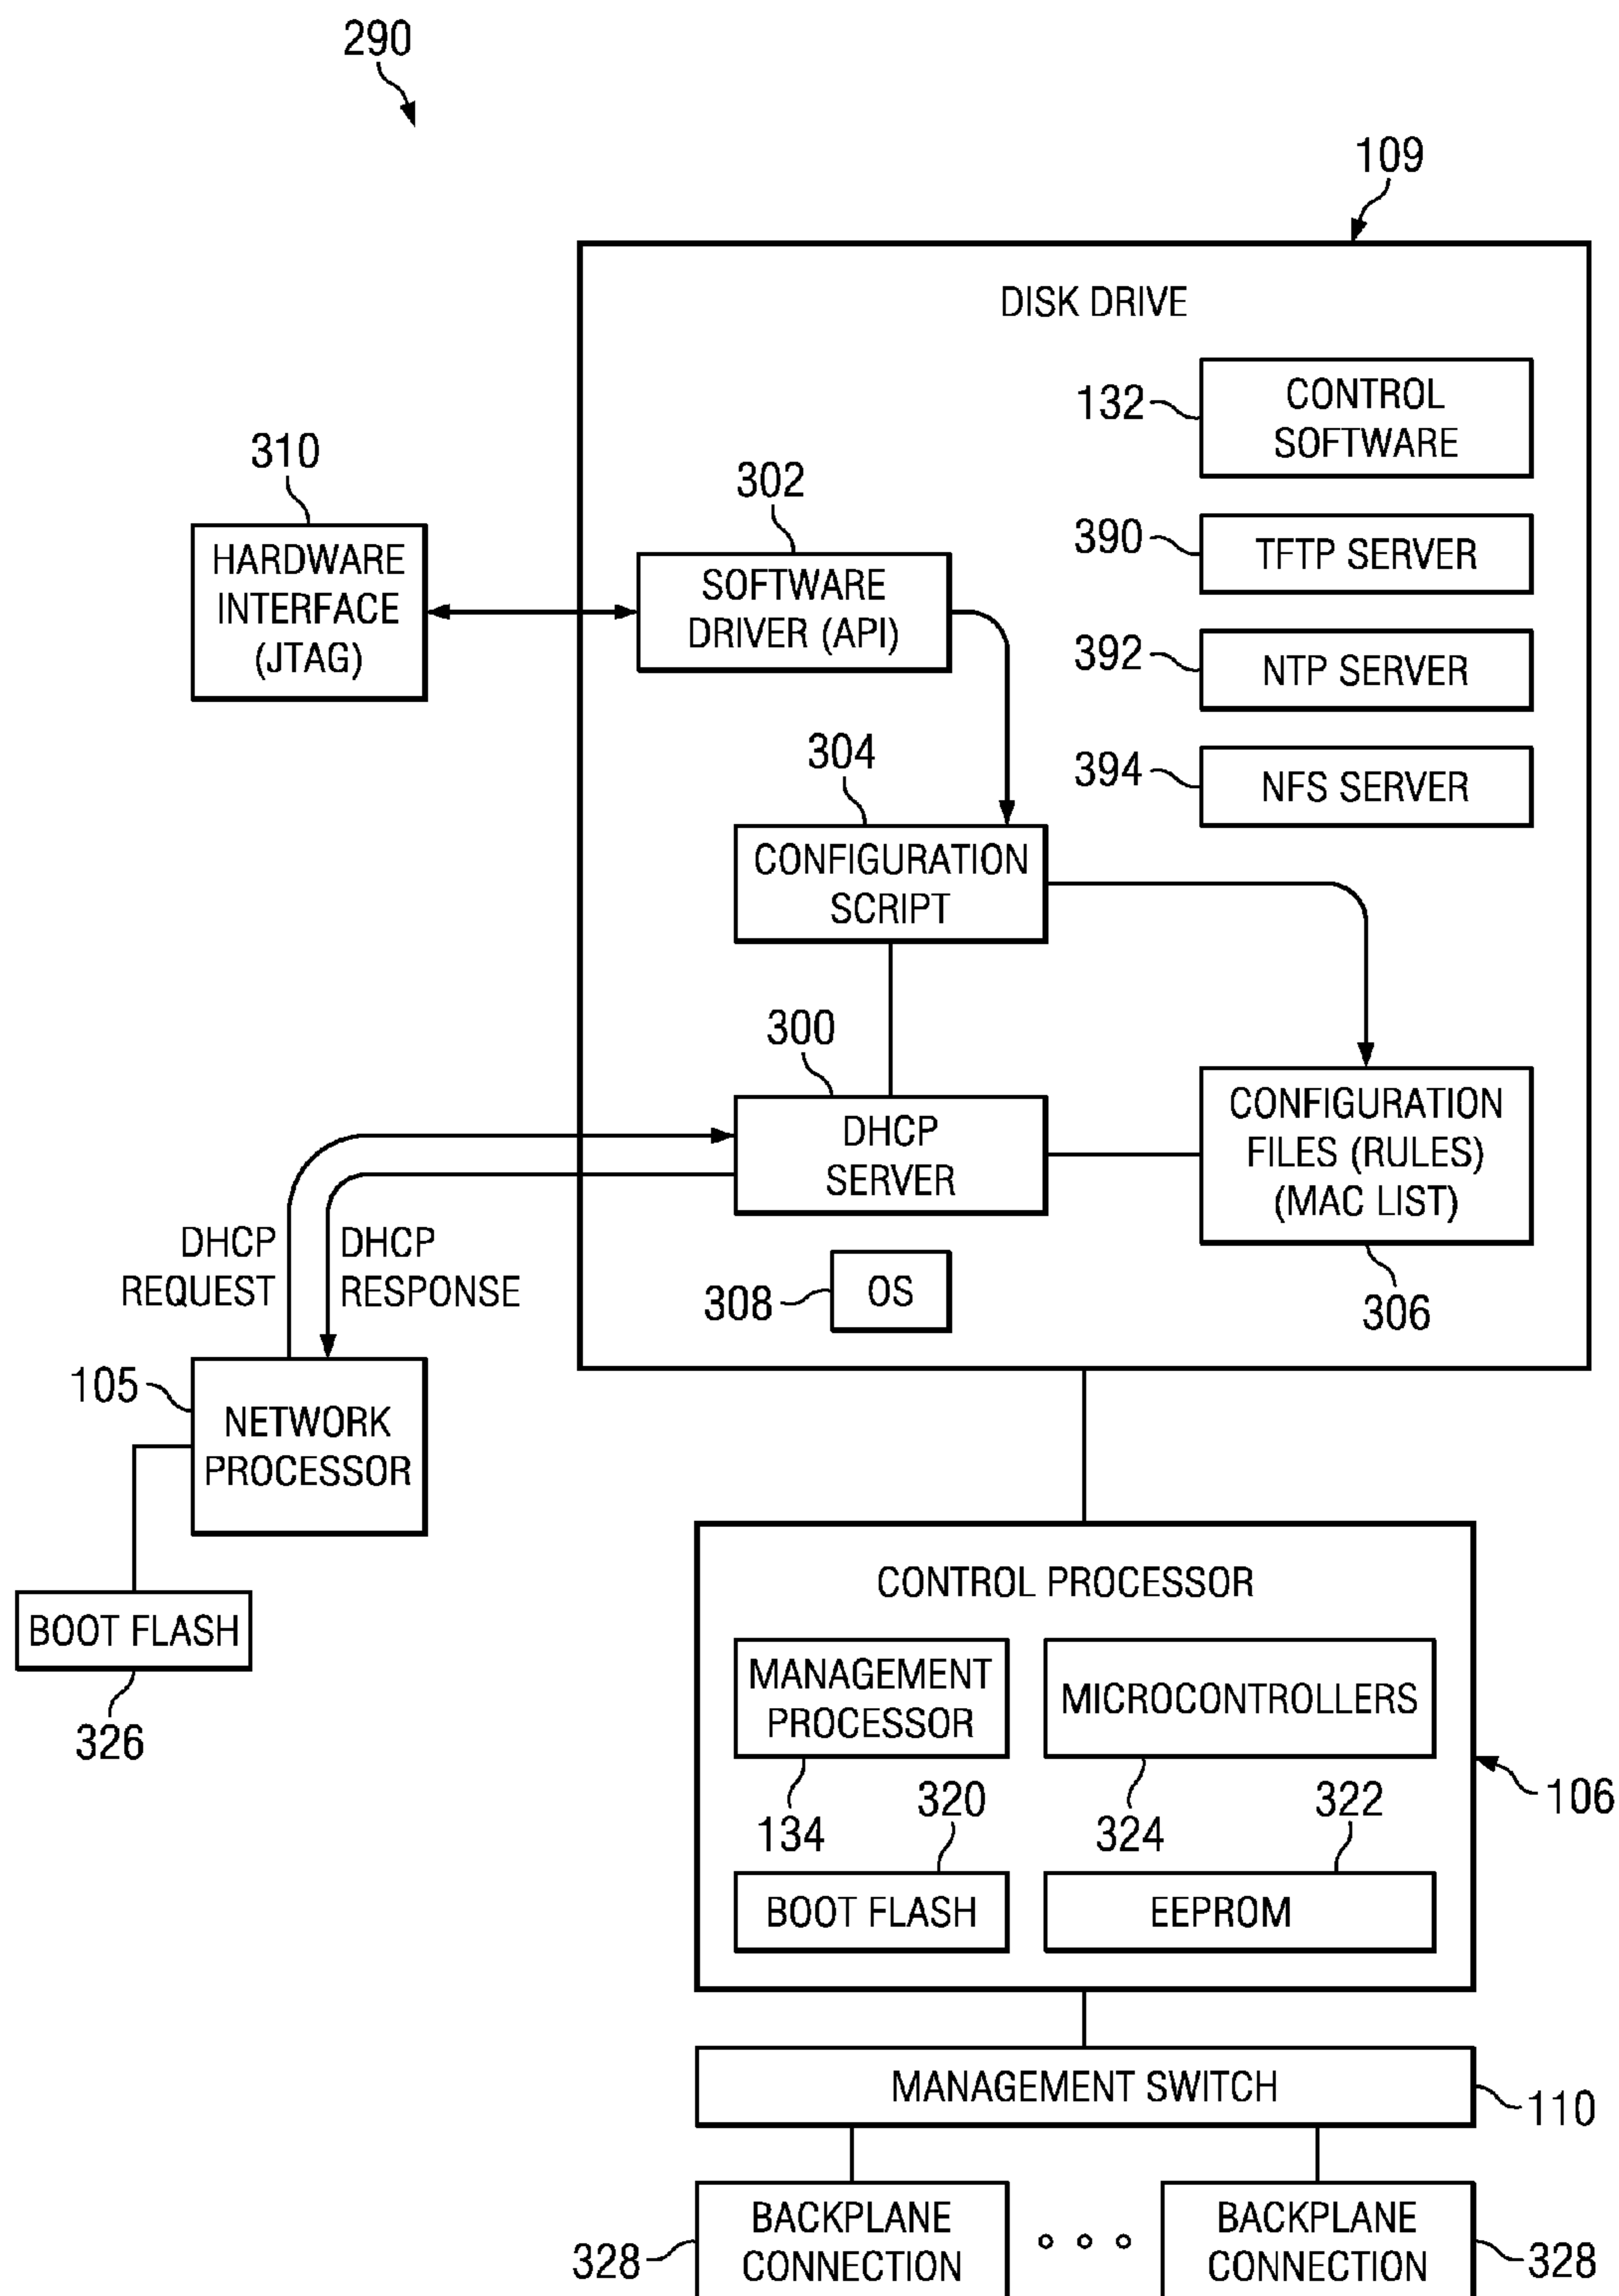 290
109
DISK DRIVE
132
CONTROL
SOFTWARE
310
302
390
TFTP SERVER
HARDWARE
INTERFACE
(JTAG)
SOFTWARE
DRIVER (API)
392
NTP SERVER
304
394
NFS SERVER
CONFIGURATION
SCRIPT
300
DHCP
SERVER
CONFIGURATION
FILES (RULES)
(MAC LIST)
DHCP
REQUEST
DHCP
RESPONSE
308
OS
306
105
NETWORK
PROCESSOR
CONTROL PROCESSOR
BOOT FLASH
326
MANAGEMENT
PROCESSOR
MICROCONTROLLERS
134
320
324
322
106
BOOT FLASH
EEPROM
MANAGEMENT SWITCH
110
328
BACKPLANE
CONNECTION
BACKPLANE
CONNECTION
328